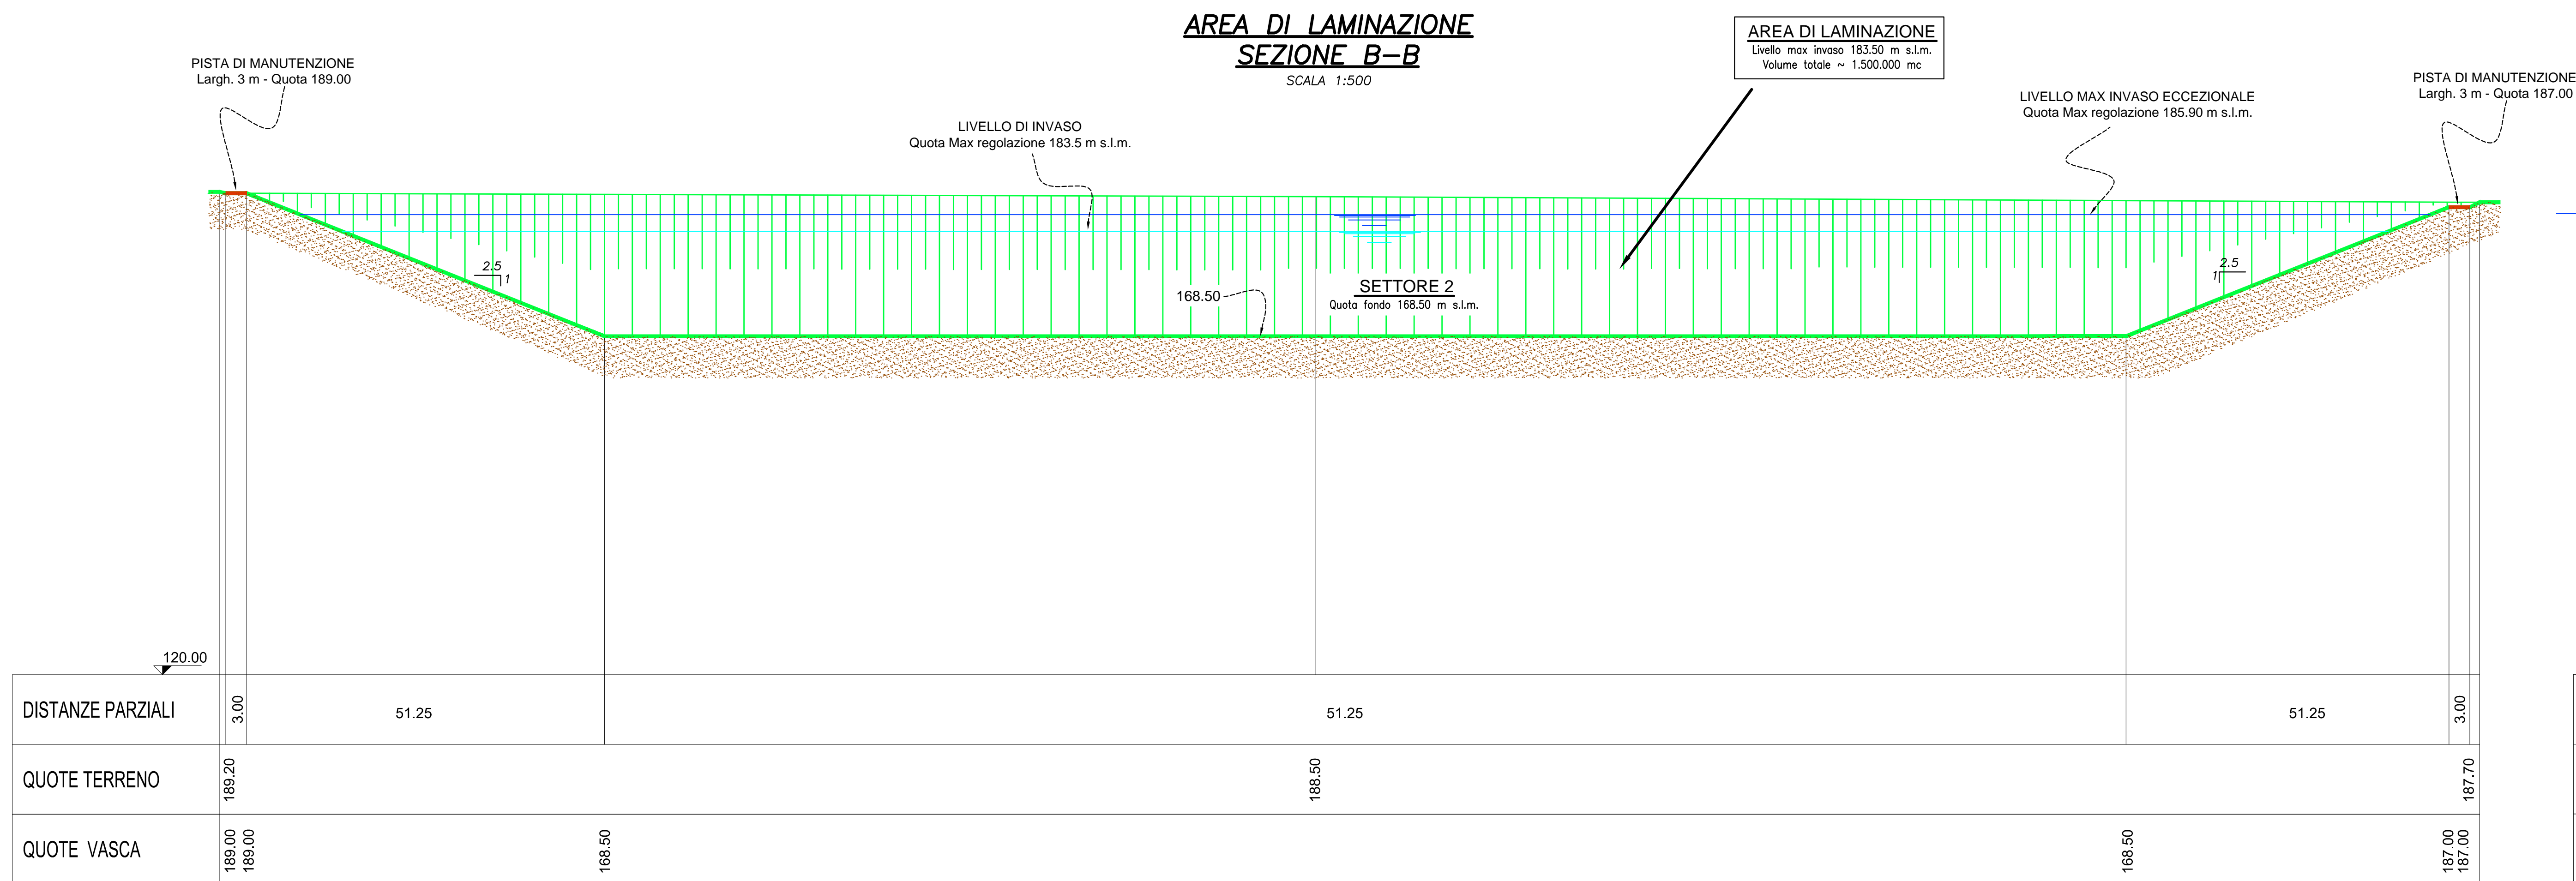 AREA DI LAMINAZIONE
SEZIONE B-B
SCALA 1:500
AREA DI LAMINAZIONE
Livello max invaso 183.50 m s.l.m.
Volume totale ~ 1.500.000 mc
PISTA DI MANUTENZIONE
Largh. 3 m - Quota 189.00
PISTA DI MANUTENZIONE
Largh. 3 m - Quota 187.00
LIVELLO MAX INVASO ECCEZIONALE
Quota Max regolazione 185.90 m s.l.m.
LIVELLO DI INVASO
Quota Max regolazione 183.5 m s.l.m.
2.5
1
2.5
1
168.50
SETTORE 2
Quota fondo 168.50 m s.l.m.
120.00
DISTANZE PARZIALI
3.00
51.25
51.25
51.25
3.00
QUOTE TERRENO
189.20
188.50
187.70
QUOTE VASCA
189.00
189.00
168.50
168.50
187.00
187.00